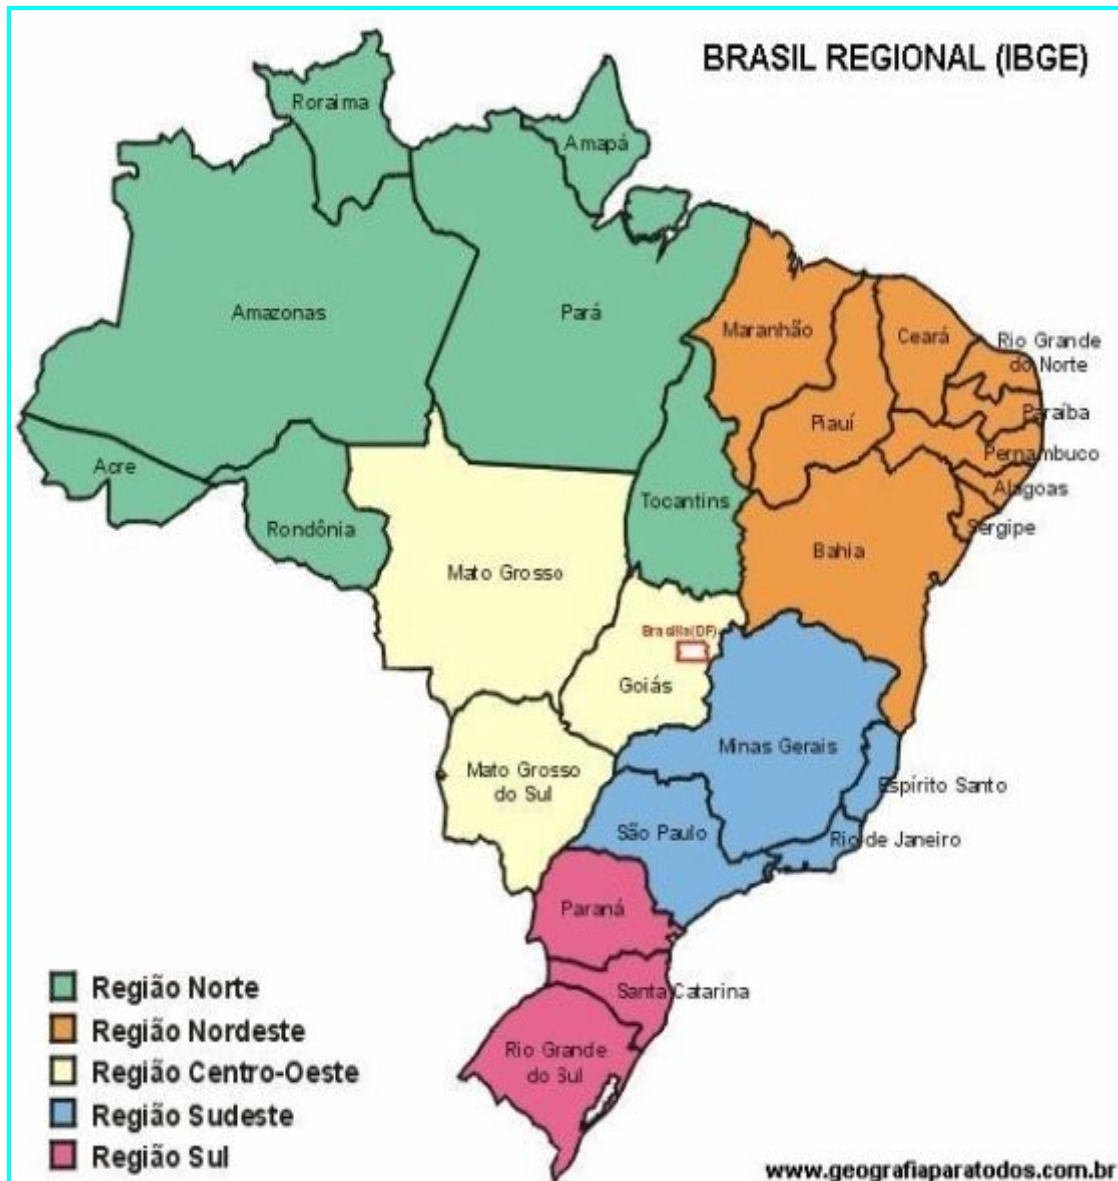 BRASIL REGIONAL (IBGE)
Roraima
Amapá
Amazonas
Pará
Maranhão
Ceará
Rio Grande
do Norte
Paraíba
Piauí
Pernambuco
Acre
Alagoas
Tocantins
Sergipe
Rondônia
Bahia
Mato Grosso
Brasília(DF)
Goiás
Minas Gerais
Mato Grosso
do Sul
Espírito Santo
São Paulo
Rio de Janeiro
Paraná
Santa Catarina
Rio Grande
do Sul
Região Norte
Região Nordeste
Região Centro-Oeste
Região Sudeste
Região Sul
www.geografiaparatodos.com.br